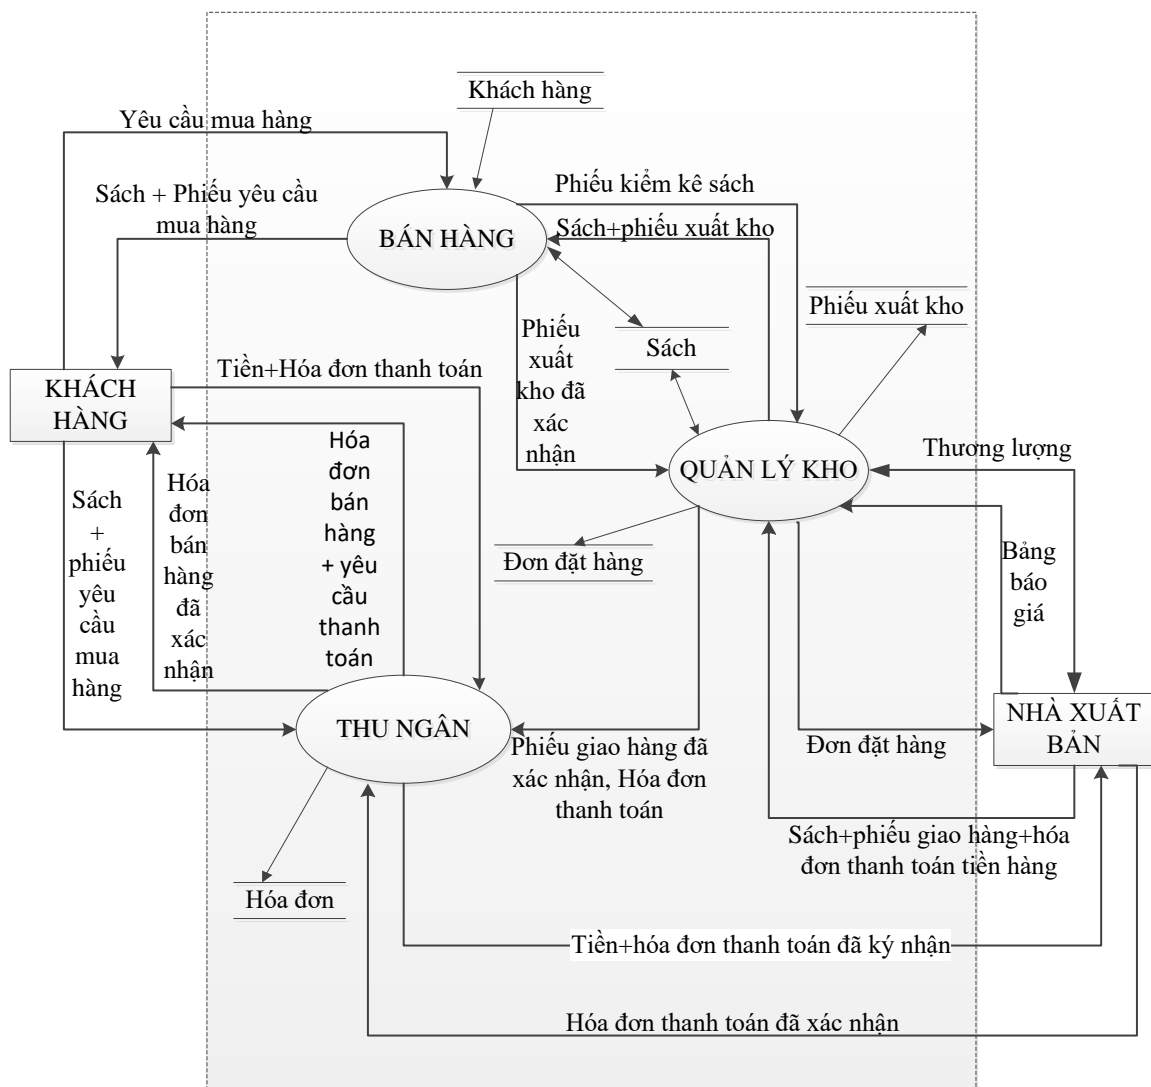 Khách hàng
Yêu cầu mua hàng
Sách + Phiếu yêu cầu
mua hàng
Phiếu kiểm kê sách
Sách+phiếu xuất kho
BÁN HÀNG
Phiếu xuất kho
Phiếu
xuất
kho đã
xác
nhận
Sách
Tiền+Hóa đơn thanh toán
KHÁCH
HÀNG
Thương lượng
QUẢN LÝ KHO
Hóa
đơn
bán
hàng
+ yêu
cầu
thanh
toán
Hóa
đơn
bán
hàng
đã
xác
nhận
Sách
+
phiếu
yêu
cầu
mua
hàng
Đơn đặt hàng
Bảng
báo
giá
NHÀ XUẤT
BẢN
THU NGÂN
Phiếu giao hàng đã
xác nhận, Hóa đơn
thanh toán
Đơn đặt hàng
Sách+phiếu giao hàng+hóa
đơn thanh toán tiền hàng
Hóa đơn
Tiền+hóa đơn thanh toán đã ký nhận
Hóa đơn thanh toán đã xác nhận